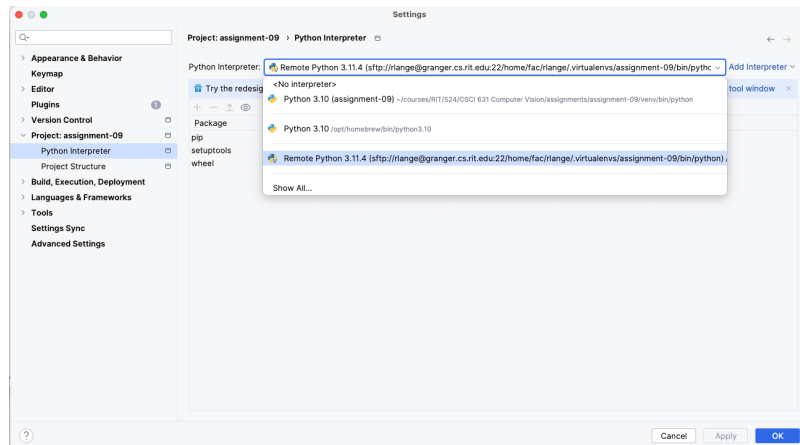 Settings
Project: assignment-09 › Python Interpreter
Python Interpreter: Remote Python 3.11.4 (sftp://rlange@granger.cs.rit.edu:22/home/fac/rlange/.virtualenvs/assignment-09/bin/pythc Add Interpreter
Appearance & Behavior
Keymap
Editor
Plugins 1
Version Control
Project: assignment-09
Python Interpreter
Project Structure
Build, Execution, Deployment
Languages & Frameworks
Tools
Settings Sync
Advanced Settings
Try the redesig
tool window
Package
pip
setuptools
wheel
<No interpreter>
Python 3.10 (assignment-09) ~/courses/RIT/S24/CSCI 631 Computer Vision/assignments/assignment-09/venv/bin/python
Python 3.10 /opt/homebrew/bin/python3.10
Remote Python 3.11.4 (sftp://rlange@granger.cs.rit.edu:22/home/fac/rlange/.virtualenvs/assignment-09/bin/python) /
Show All...
? Cancel Apply OK